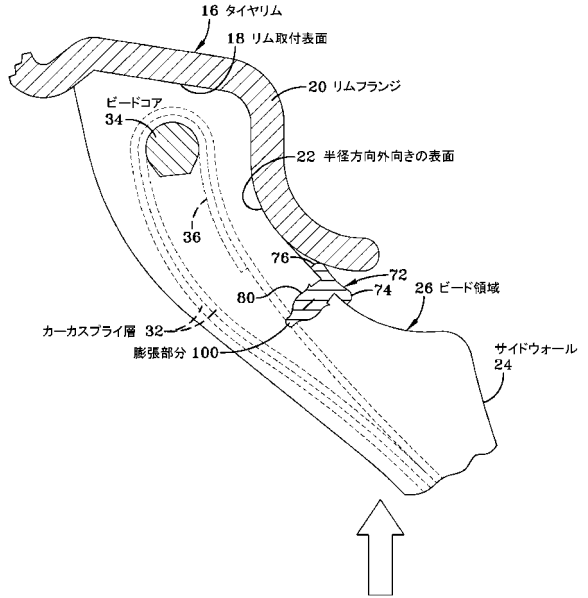 16 タイヤリム
18 リム取付表面
20 リムフランジ
ビードコア
34
22 半径方向外向きの表面
36
76
72
74
80
26 ビード領域
カーカスプライ層 32
膨張部分 100
サイドウォール
24